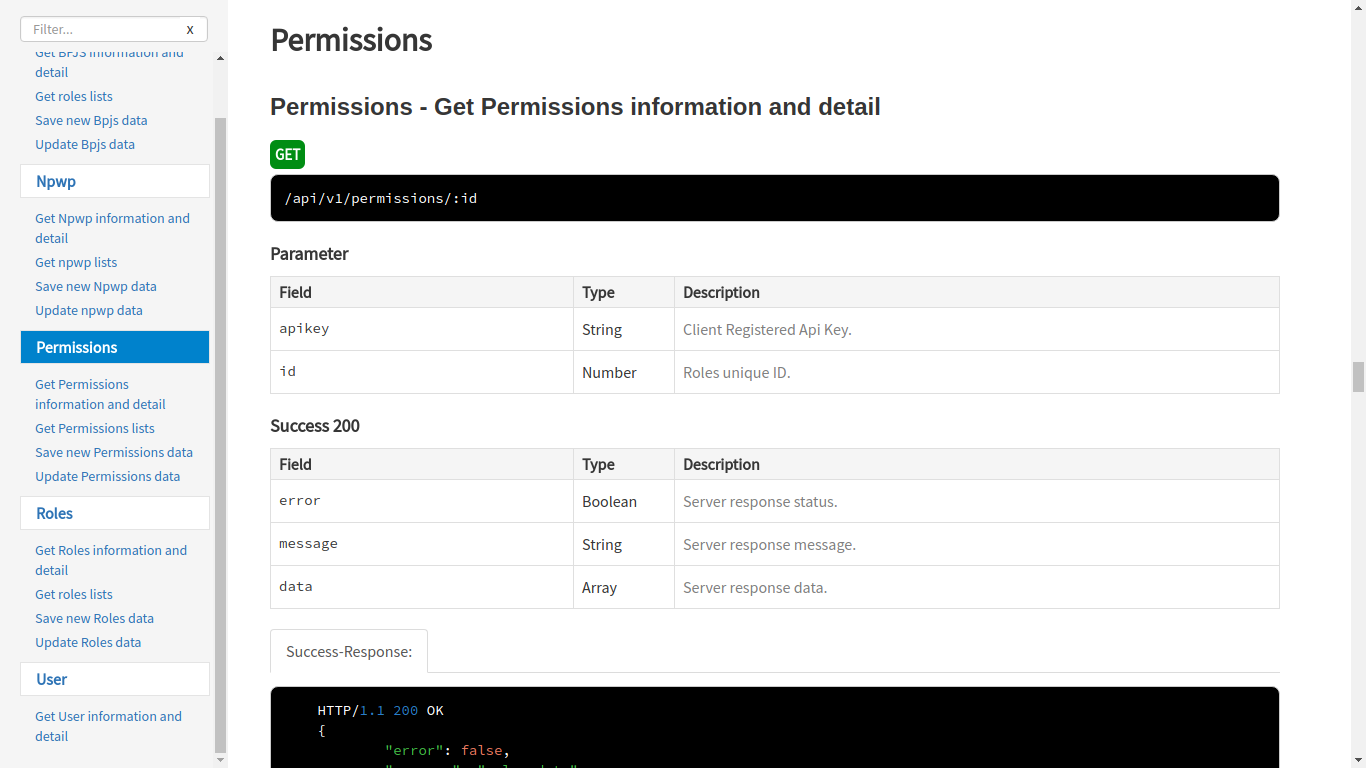 Filter...
x
Get BPJS information and
detail
Get roles lists
Save new Bpjs data
Update Bpjs data
Npwp
Get Npwp information and
detail
Get npwp lists
Save new Npwp data
Update npwp data
Permissions
Get Permissions
information and detail
Get Permissions lists
Save new Permissions data
Update Permissions data
Roles
Get Roles information and
detail
Get roles lists
Save new Roles data
Update Roles data
User
Get User information and
detail
Permissions
Permissions - Get Permissions information and detail
GET
/api/v1/permissions/:id
Parameter
Field Type Description
apikey String Client Registered Api Key.
id Number Roles unique ID.
Success 200
Field Type Description
error Boolean Server response status.
message String Server response message.
data Array Server response data.
Success-Response:
HTTP/1.1 200 OK
{
"error": false,